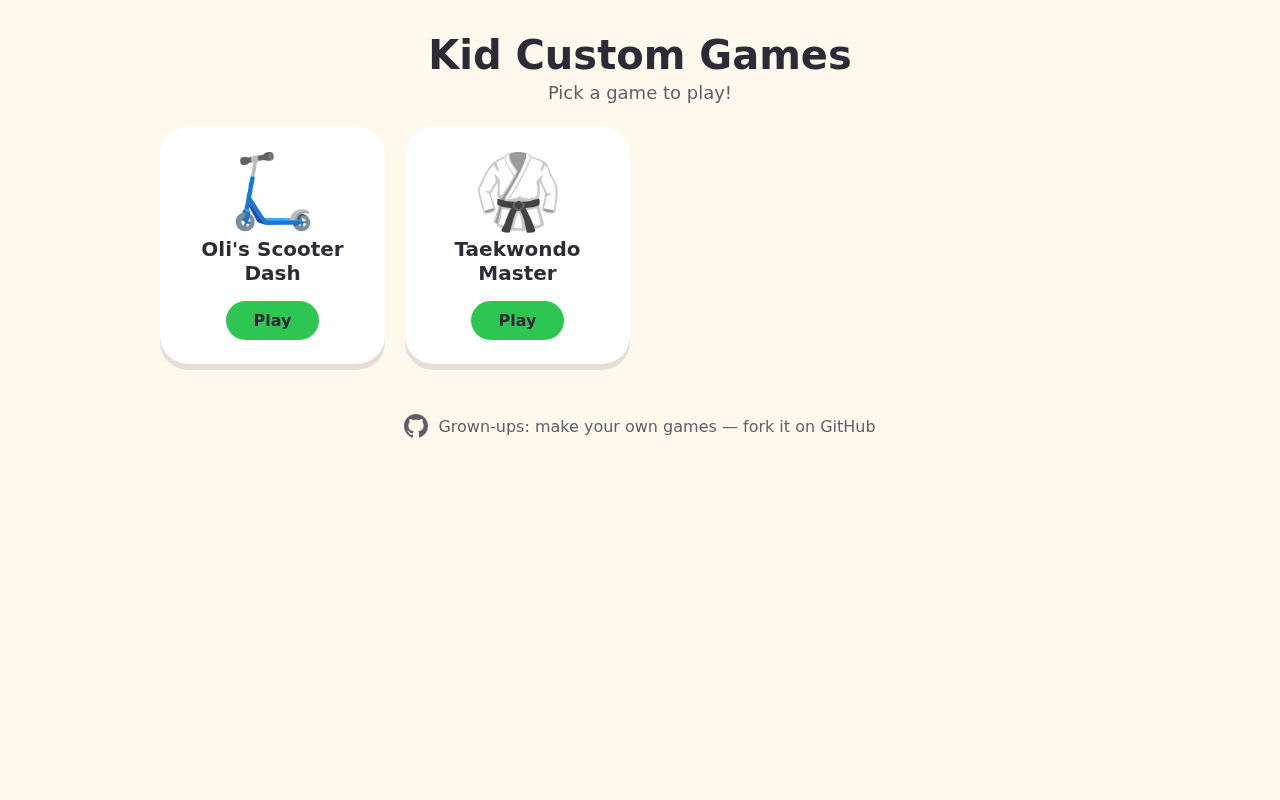 Kid Custom Games
Pick a game to play!
Oli's Scooter
Dash
Play
Taekwondo
Master
Play
Grown-ups: make your own games — fork it on GitHub